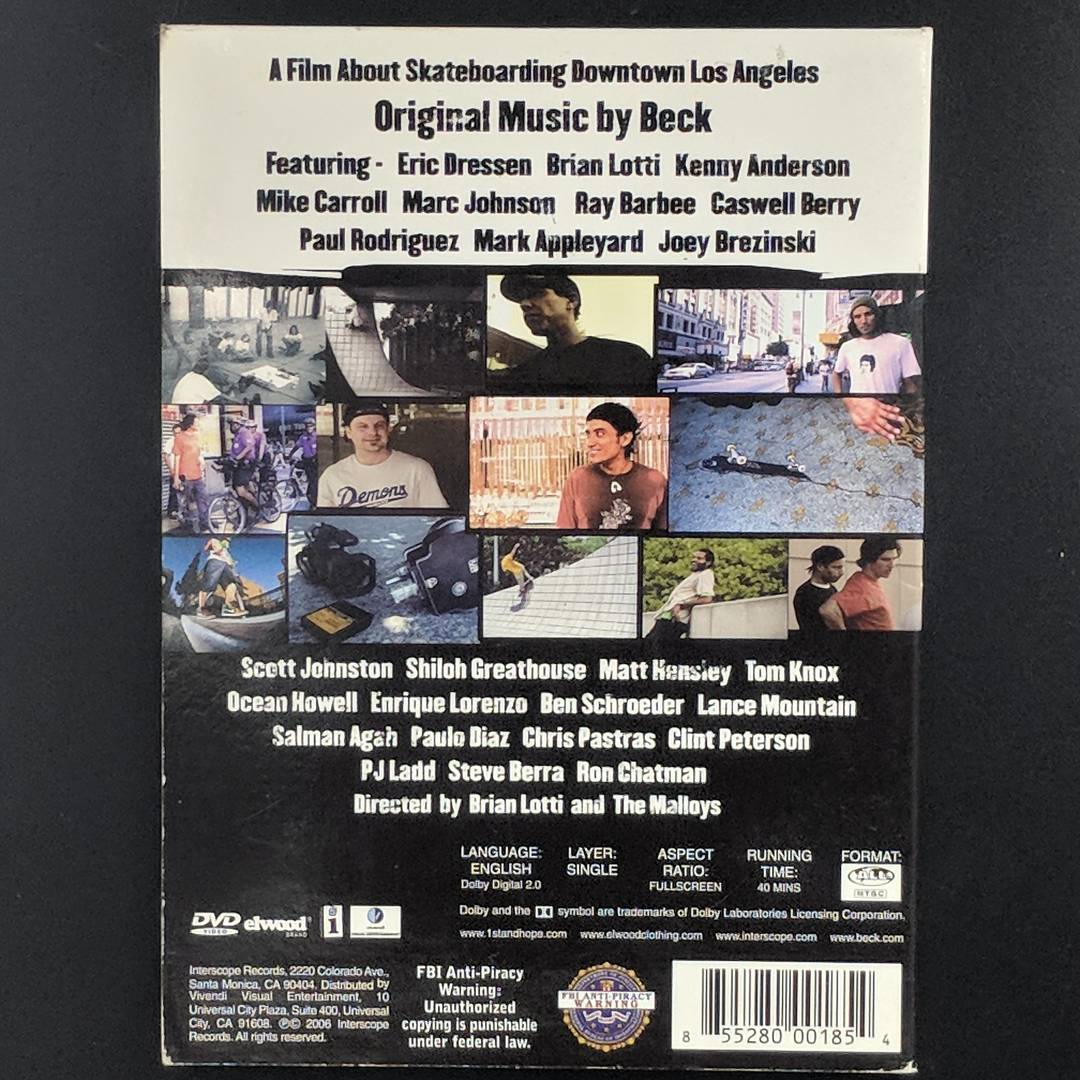 A Film About Skateboarding Downtown Los Angeles
Original Music by Beck
Featuring - Eric Dressen Brian Lotti Kenny Anderson
Mike Carroll Marc Johnson Ray Barbee Caswell Berry
Paul Rodriguez Mark Appleyard Joey Brezinski
Demons
Scott Johnston Shiloh Greathouse Matt Hensley Tom Knox
Ocean Howell Enrique Lorenzo Ben Schroeder Lance Mountain
Salman Agah Paulo Diaz Chris Pastras Clint Peterson
PJ Ladd Steve Berra Ron Chatman
Directed by Brian Lotti and The Malloys
LANGUAGE: ENGLISH Dolby Digital 2.0
LAYER: SINGLE
ASPECT RATIO: FULLSCREEN
RUNNING TIME: 40 MINS
FORMAT: ALL NTSC
Dolby and the symbol are trademarks of Dolby Laboratories Licensing Corporation.
www.1standhope.com www.elwoodclothing.com www.interscope.com www.beck.com
DVD VIDEO elwood BRAND i
Interscope Records, 2220 Colorado Ave.,
Santa Monica, CA 90404. Distributed by
Vivendi Visual Entertainment, 10
Universal City Plaza, Suite 400, Universal
City, CA 91608. ℗© 2006 Interscope
Records. All rights reserved.
FBI Anti-Piracy
Warning:
Unauthorized
copying is punishable
under federal law.
FBI ANTI-PIRACY
WARNING
8 55280 00185 4